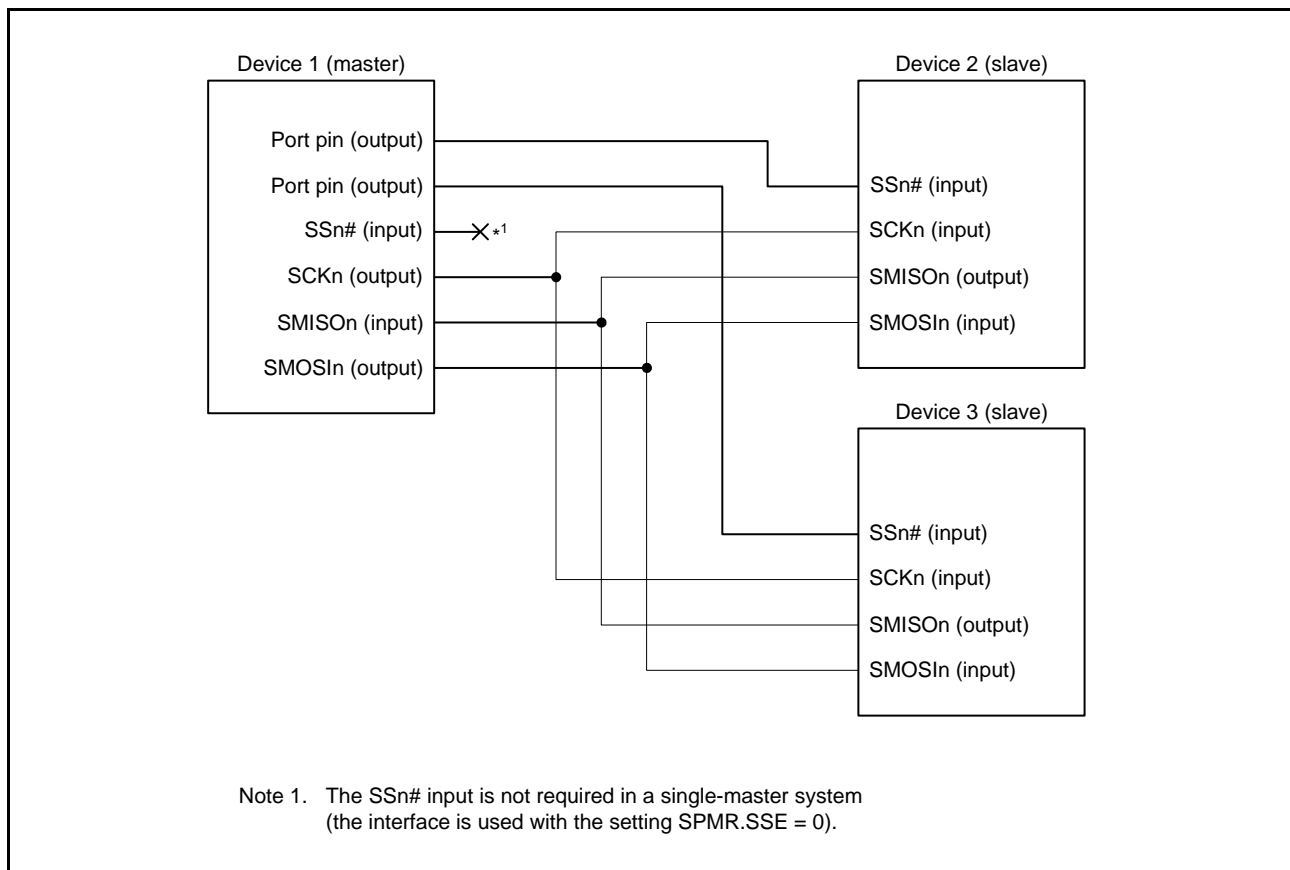 Device 1 (master)
Port pin (output)
Port pin (output)
SSn# (input)
*1
SCKn (output)
SMISOn (input)
SMOSIn (output)
Device 2 (slave)
SSn# (input)
SCKn (input)
SMISOn (output)
SMOSIn (input)
Device 3 (slave)
SSn# (input)
SCKn (input)
SMISOn (output)
SMOSIn (input)
Note 1. The SSn# input is not required in a single-master system
(the interface is used with the setting SPMR.SSE = 0).